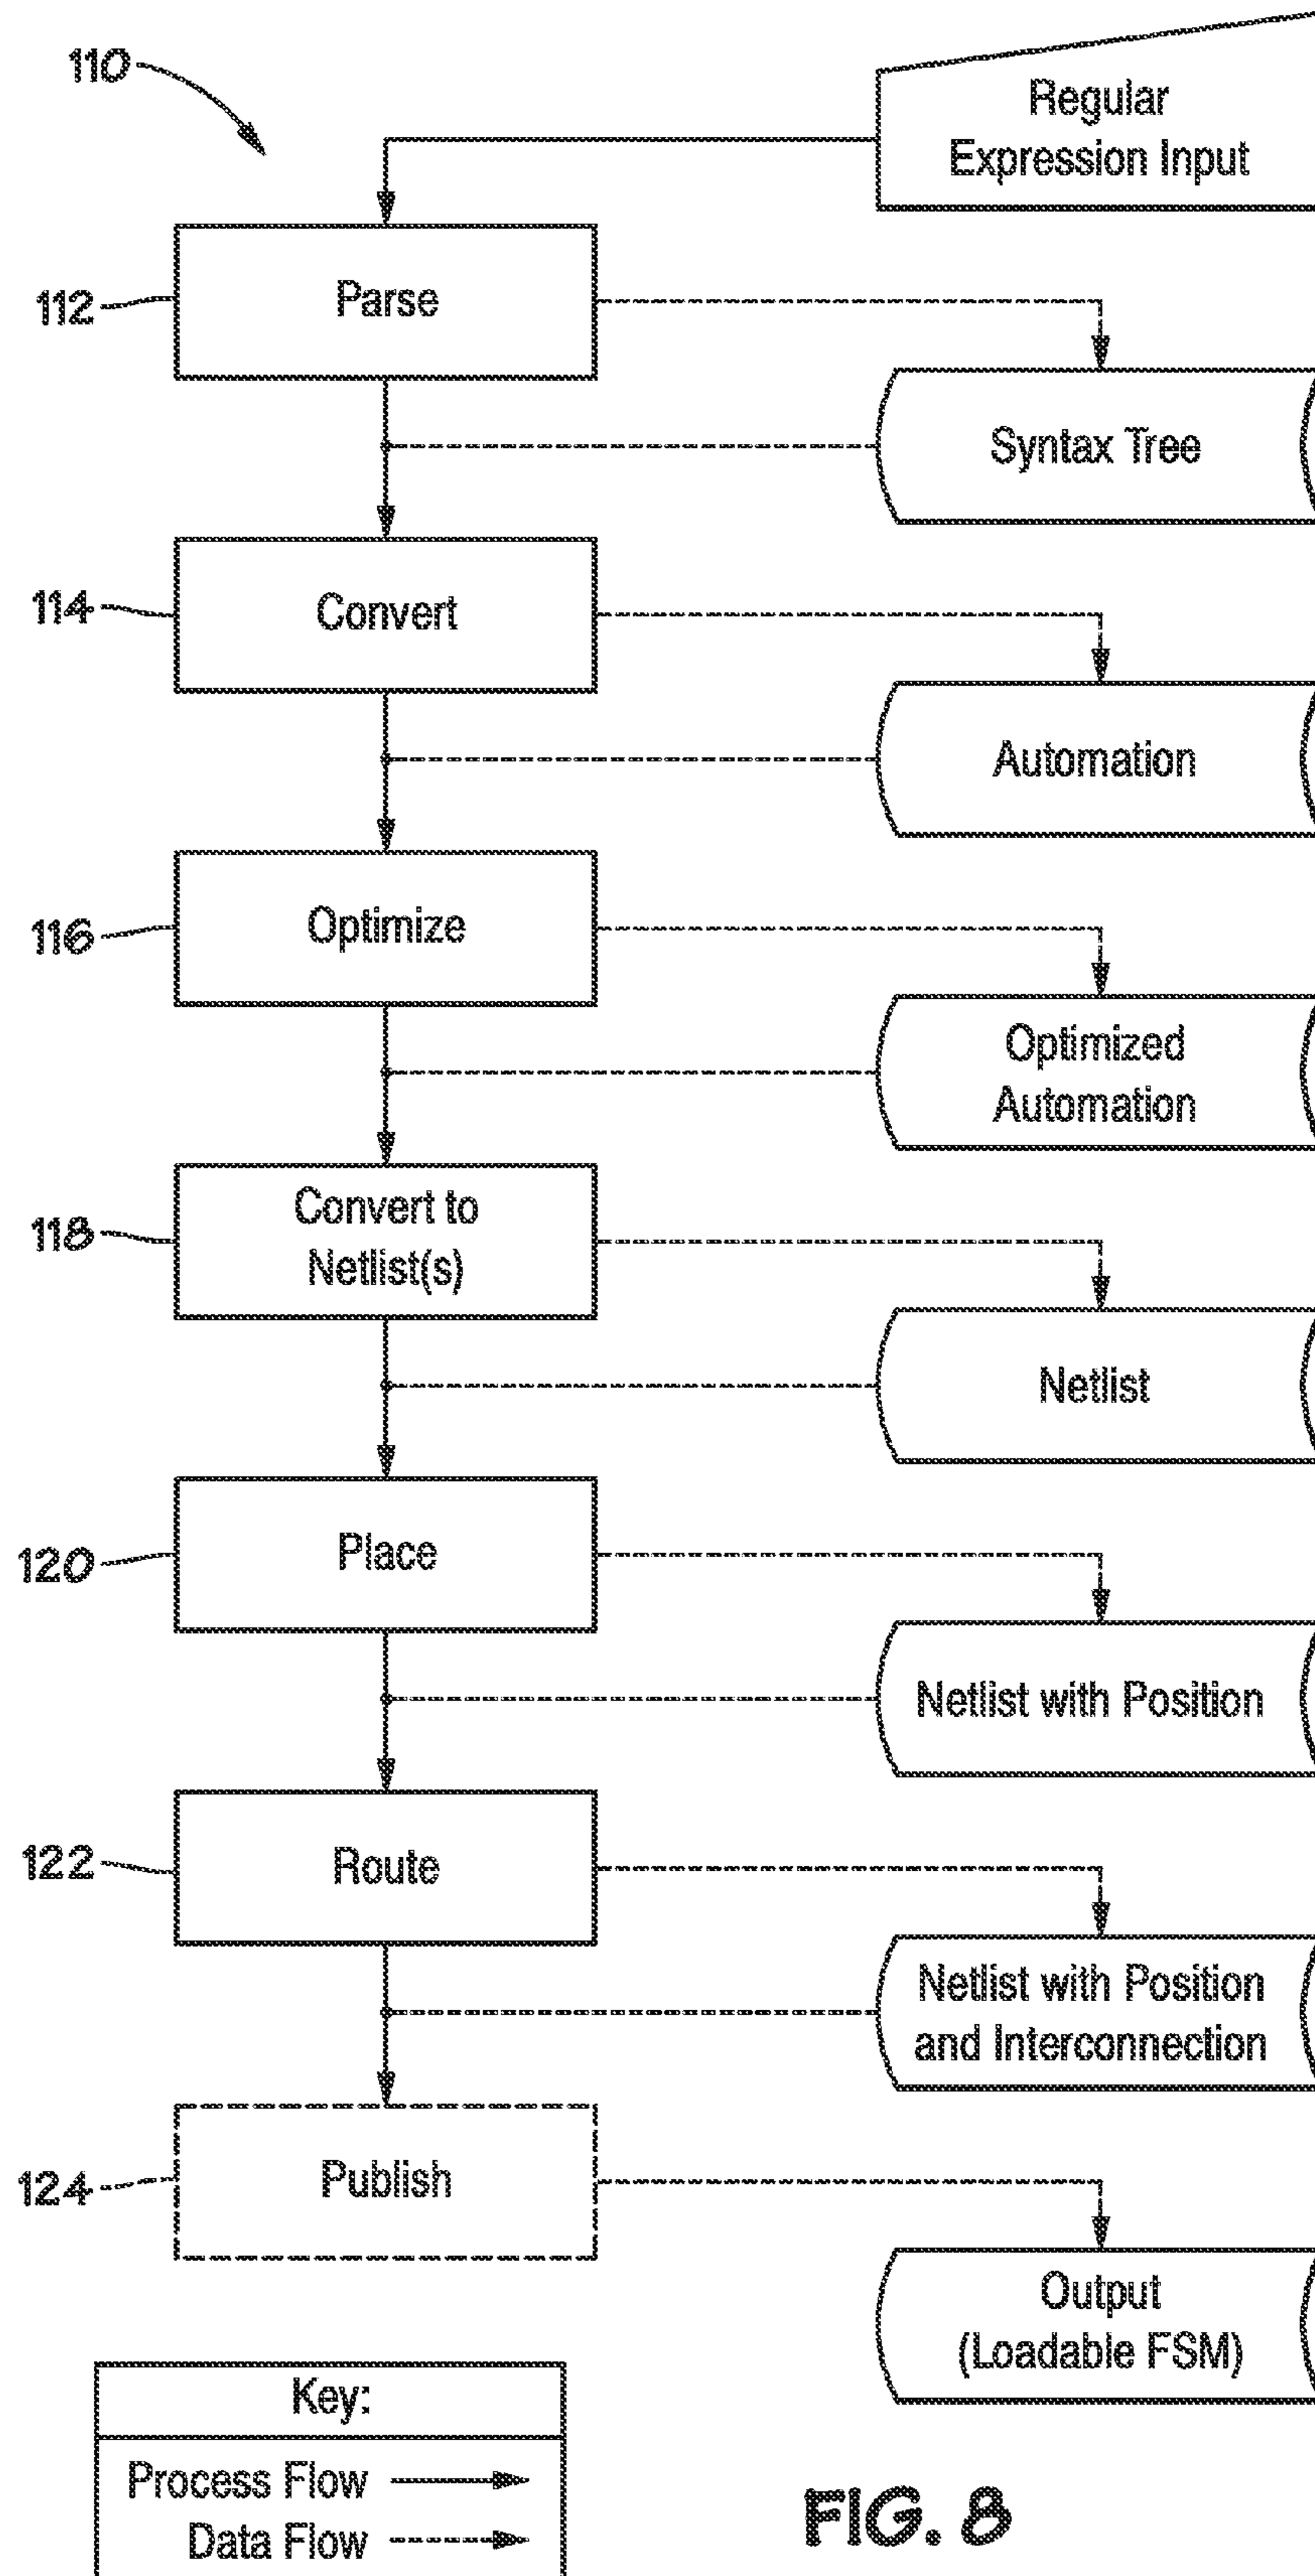 110
Regular
Expression Input
112
Parse
Syntax Tree
114
Convert
Automation
116
Optimize
Optimized
Automation
118
Convert to
Netlist(s)
Netlist
120
Place
Netlist with Position
122
Route
Netlist with Position
and Interconnection
124
Publish
Output
(Loadable FSM)
Key:
Process Flow
Data Flow
FIG. 8